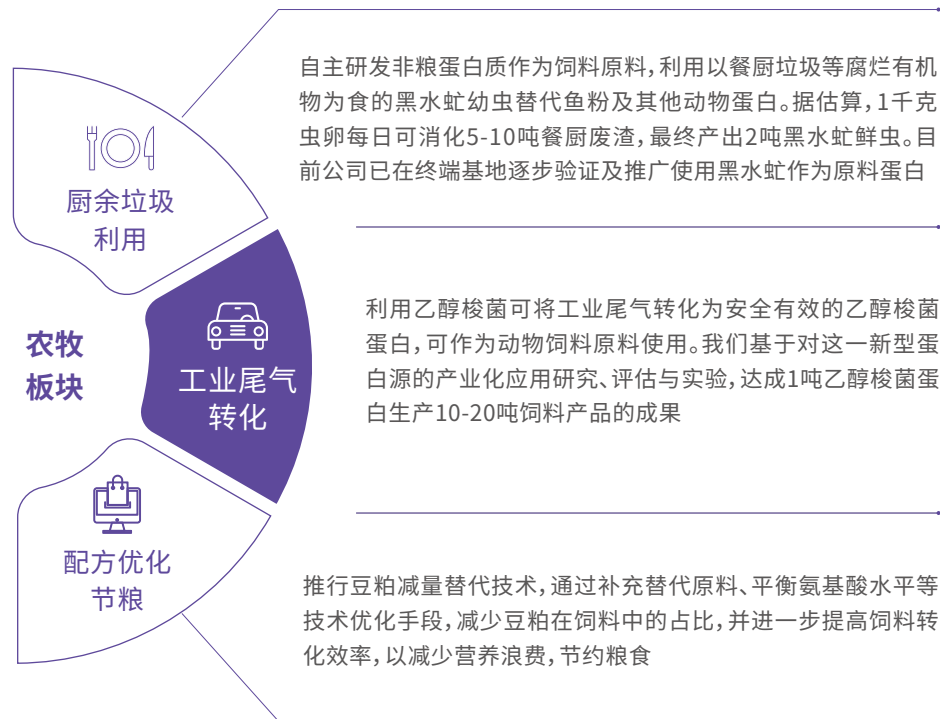 自主研发非粮蛋白质作为饲料原料，利用以餐厨垃圾等腐烂有机
物为食的黑水虻幼虫替代鱼粉及其他动物蛋白。据估算，1千克
虫卵每日可消化5-10吨餐厨废渣，最终产出2吨黑水虻鲜虫。目
前公司已在终端基地逐步验证及推广使用黑水虻作为原料蛋白
厨余垃圾
利用
农牧
板块
工业尾气
转化
利用乙醇梭菌可将工业尾气转化为安全有效的乙醇梭菌
蛋白，可作为动物饲料原料使用。我们基于对这一新型蛋
白源的产业化应用研究、评估与实验，达成1吨乙醇梭菌蛋
白生产10-20吨饲料产品的成果
配方优化
节粮
推行豆粕减量替代技术，通过补充替代原料、平衡氨基酸水平等
技术优化手段，减少豆粕在饲料中的占比，并进一步提高饲料转
化效率，以减少营养浪费，节约粮食